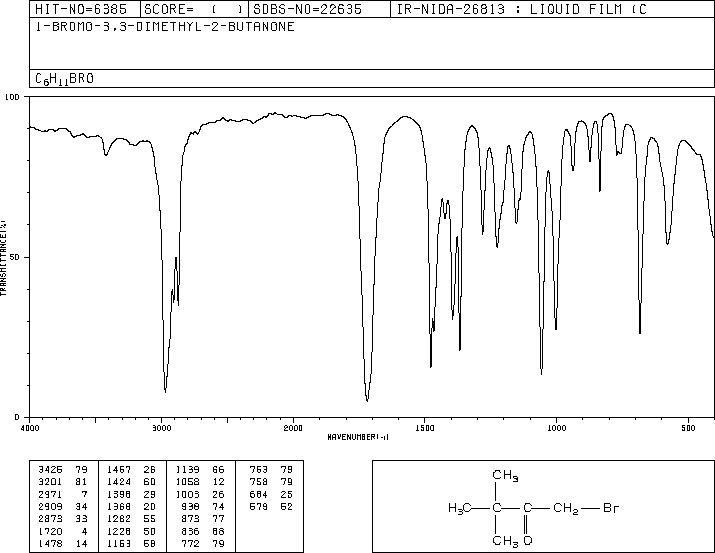 HIT-NO=6385 SCORE= ( ) SDBS-NO=22635 IR-NIDA-26813 : LIQUID FILM (C
1-BROMO-3,3-DIMETHYL-2-BUTANONE
C6H11BRO
100
50
0
TRANSMITTANCE(%)
4000 3000 2000 1500 1000 500
WAVENUMBER(-1)
3425 79 1467 26 1139 66 763 79
3201 81 1424 60 1058 12 758 79
2971 7 1398 29 1003 26 684 25
2909 34 1368 20 938 74 579 52
2873 33 1282 55 873 77
1720 4 1228 50 836 68
1478 14 1153 58 772 79
CH3
H3C C C CH2 Br
CH3 O